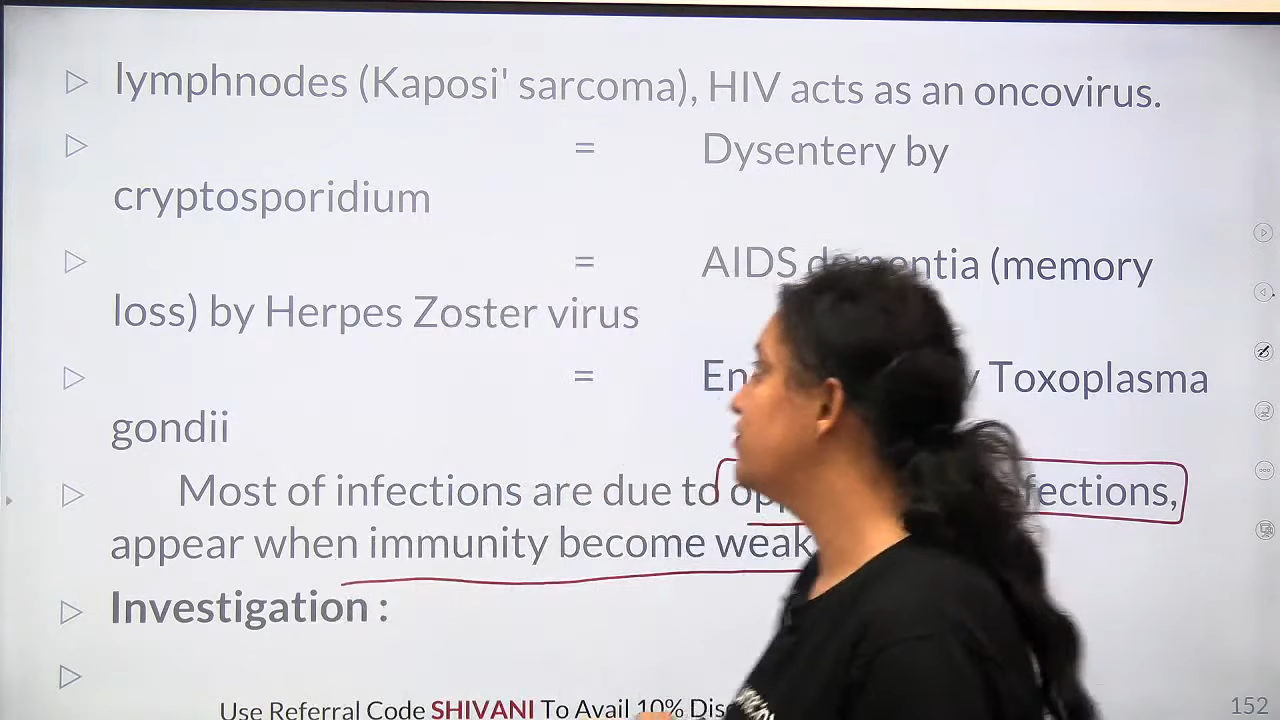 lymphnodes (Kaposi' sarcoma), HIV acts as an oncovirus.
= Dysentery by
cryptosporidium
= AIDS dementia (memory
loss) by Herpes Zoster virus
= Toxoplasma
gondii
Most of infections are due to
appear when immunity become weak
Investigation :
Use Referral Code SHIVANI To Avail 10%
152